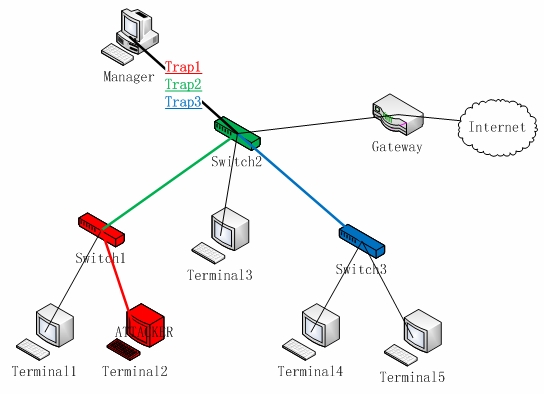 Manager
Trap1
Trap2
Trap3
Switch2
Gateway
Internet
Switch1
Terminal3
Switch3
ATTACKER
Terminal1
Terminal2
Terminal4
Terminal5